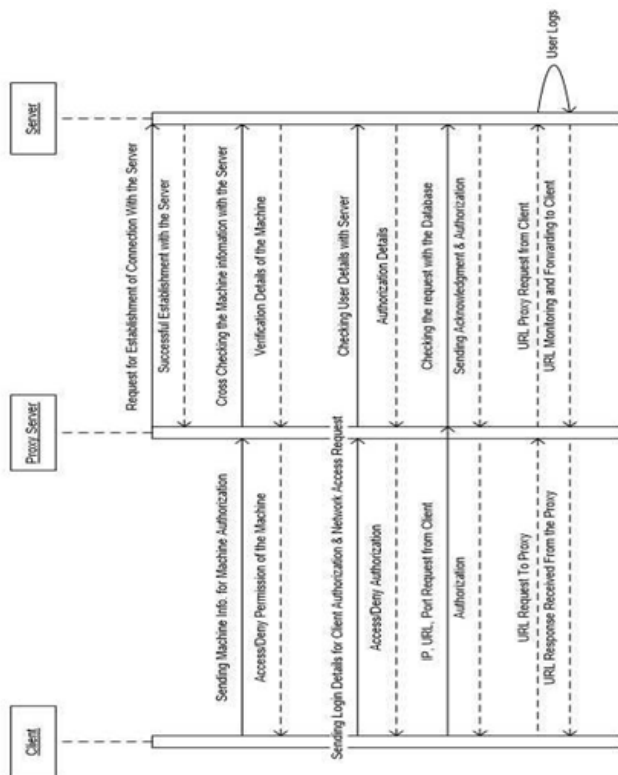 Client
Proxy Server
Server
Request for Establishment of Connection With the Server
Successful Establishment with the Server
Sending Machine Info. for Machine Authorization
Cross Checking the Machine infomation with the Server
Access/Deny Permission of the Machine
Verification Details of the Machine
Sending Login Details for Client Authorization & Network Access Request
Checking User Details with Server
Access/Deny Authorization
Authorization Details
IP, URL, Port Request from Client
Checking the request with the Database
Authorization
Sending Acknowledgment & Authorization
URL Request To Proxy
URL Proxy Request from Client
User Logs
URL Response Received From the Proxy
URL Monitoring and Forwarding to Client